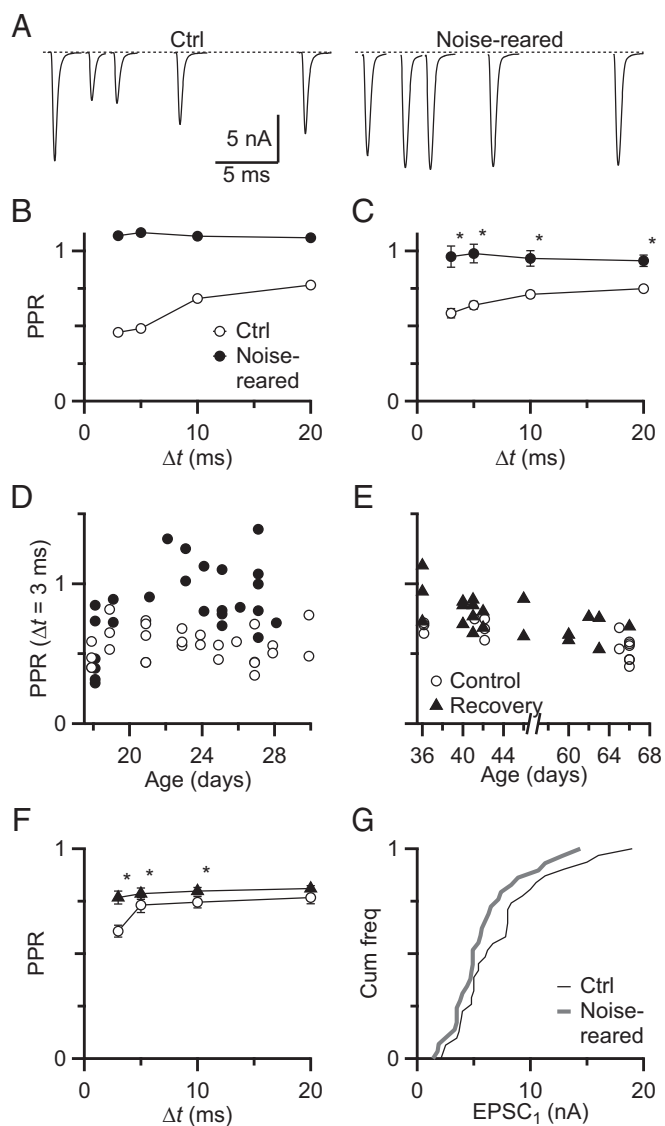 A
Ctrl
Noise-reared
5 nA
5 ms
B
1
PPR
0
0
10
20
Δt (ms)
Ctrl
Noise-
reared
C
* * * *
1
0
0
10
20
Δt (ms)
D
PPR (Δt = 3 ms)
1
0
20
24
28
Age (days)
E
1
0
36
40
44
60
64
68
Age (days)
Control
Recovery
F
* * *
PPR
1
0
0
10
20
Δt (ms)
G
Cum freq
1
0
0
10
20
EPSC₁ (nA)
Ctrl
Noise-
reared